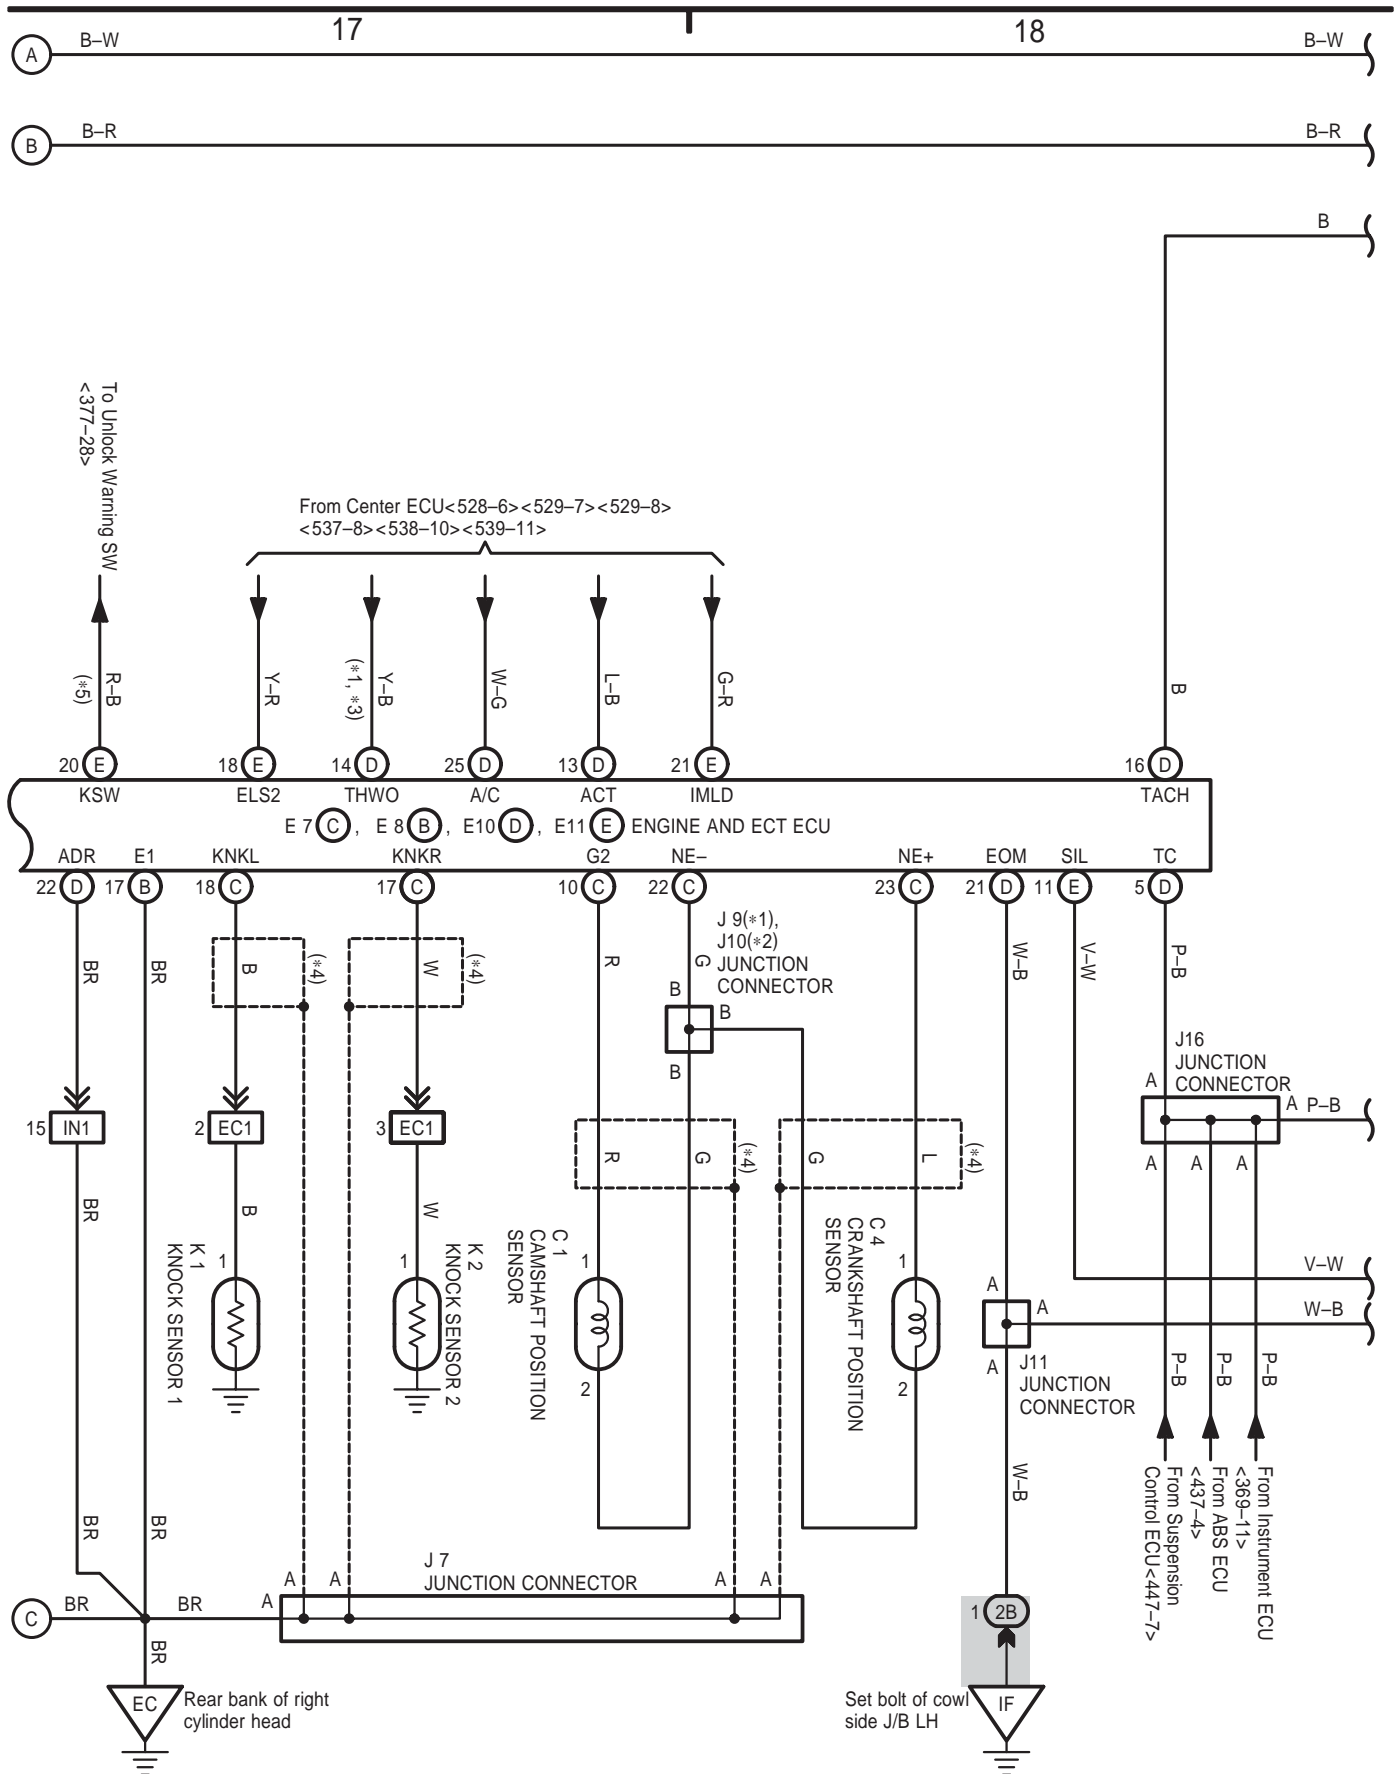 17
18
A
B–W
B–W
B
B–R
B–R
B
To Unlock Warning SW
<377–28>
From Center ECU<528–6><529–7><529–8>
<537–8><538–10><539–11>
R–B
(*5)
Y–R
Y–B
(*1, *3)
W–G
L–B
G–R
B
20 E
18 E
14 D
25 D
13 D
21 E
16 D
KSW
ELS2
THWO
A/C
ACT
IMLD
TACH
E 7 C , E 8 B , E10 D , E11 E ENGINE AND ECT ECU
ADR
E1
KNKL
KNKR
G2
NE–
NE+
EOM
SIL
TC
22 D
17 B
18 C
17 C
10 C
22 C
23 C
21 D
11 E
5 D
BR
BR
B
(*4)
W
(*4)
R
G
J 9(*1),
J10(*2)
JUNCTION
CONNECTOR
W–B
V–W
P–B
B
B
B
J16
JUNCTION
CONNECTOR
A
A
P–B
A
A
A
15 IN1
2 EC1
3 EC1
R
G
(*4)
G
L
(*4)
BR
B
W
K 1
KNOCK SENSOR 1
1
K 2
KNOCK SENSOR 2
1
C 1
CAMSHAFT POSITION
SENSOR
1
2
C 4
CRANKSHAFT POSITION
SENSOR
1
2
V–W
A
A
W–B
A
J11
JUNCTION
CONNECTOR
P–B
P–B
P–B
W–B
From Suspension
Control ECU<447–7>
From ABS ECU
<437–4>
From Instrument ECU
<369–11>
BR
BR
J 7
JUNCTION CONNECTOR
A
A
A
A
A
C
BR
BR
BR
1 2B
EC
Rear bank of right
cylinder head
Set bolt of cowl
side J/B LH
IF